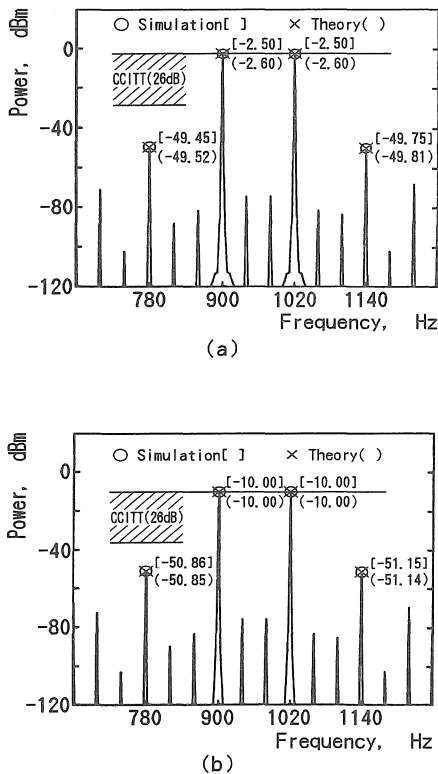 Power, dBm
○ Simulation[ ] × Theory( )
0
-40
-80
-120
CCITT(26dB)
[-2.50] [-2.50]
(-2.60) (-2.60)
[-49.45] [-49.75]
(-49.52) (-49.81)
780 900 1020 1140
Frequency, Hz
(a)
Power, dBm
○ Simulation[ ] × Theory( )
0
-40
-80
-120
CCITT(26dB)
[-10.00] [-10.00]
(-10.00) (-10.00)
[-50.86] [-51.15]
(-50.85) (-51.14)
780 900 1020 1140
Frequency, Hz
(b)